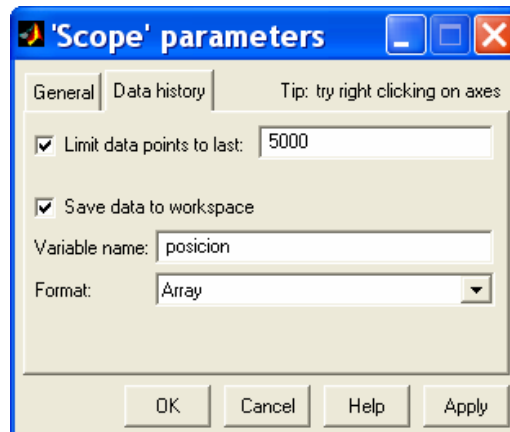 'Scope' parameters
General Data history Tip: try right clicking on axes
Limit data points to last: 5000
Save data to workspace
Variable name: posicion
Format: Array
OK Cancel Help Apply